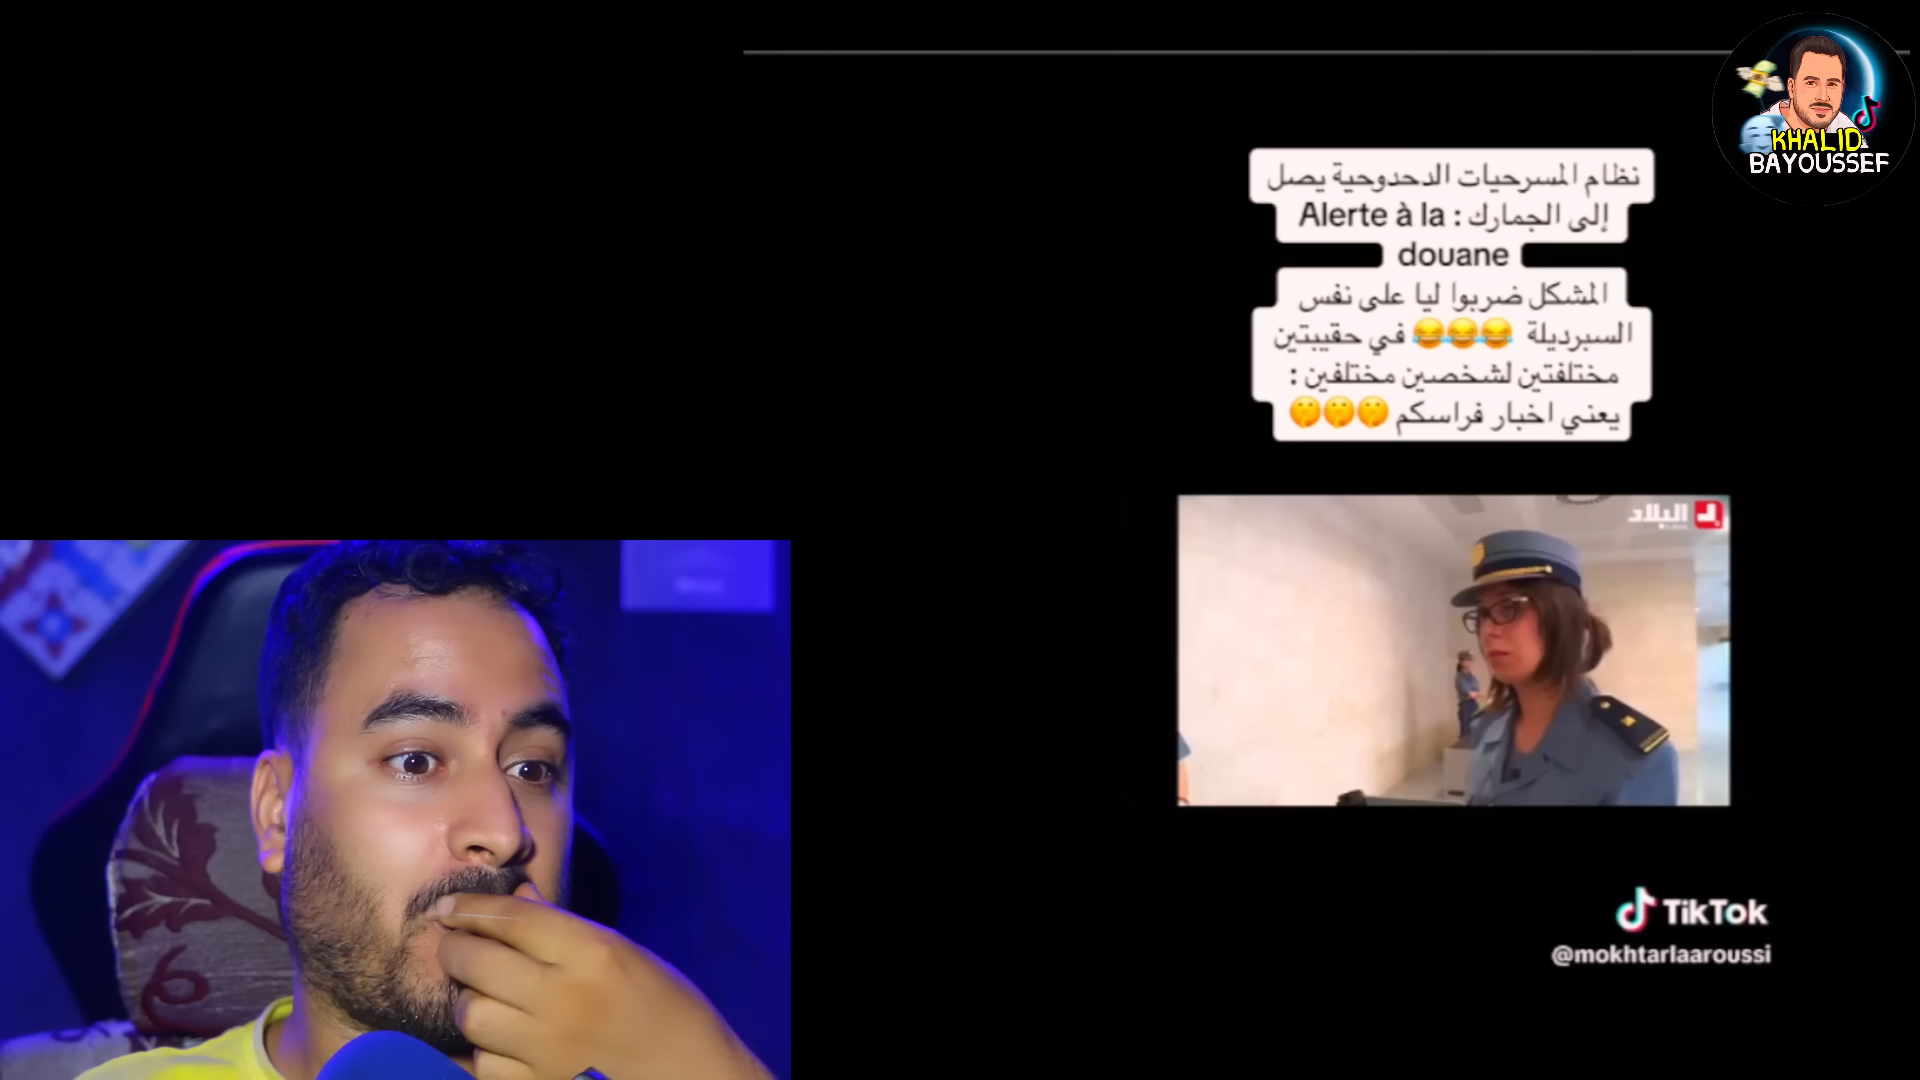 KHALID
BAYOUSSEF
نظام المسرحيات الدحدوحية يصل
إلى الجمارك : Alerte à la
douane
المشكل ضربوا ليا على نفس
السبرديلة 😂😂😂 في حقيبتين
مختلفتين لشخصين مختلفين :
يعني اخبار فراسكم 🤫🤫🤫
البلاد
TikTok
@mokhtarlaaroussi